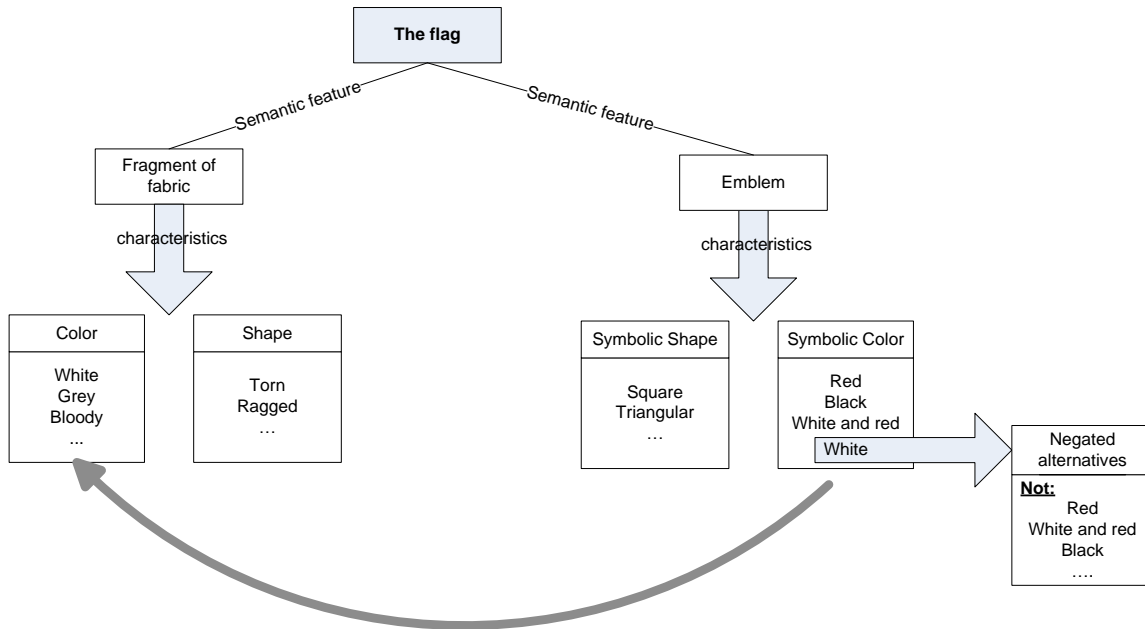 The flag
Semantic feature
Semantic feature
Fragment of
fabric
Emblem
characteristics
characteristics
Color
White
Grey
Bloody
...
Shape
Torn
Ragged
…
Symbolic Shape
Square
Triangular
…
Symbolic Color
Red
Black
White and red
White
Negated
alternatives
Not:
Red
White and red
Black
….